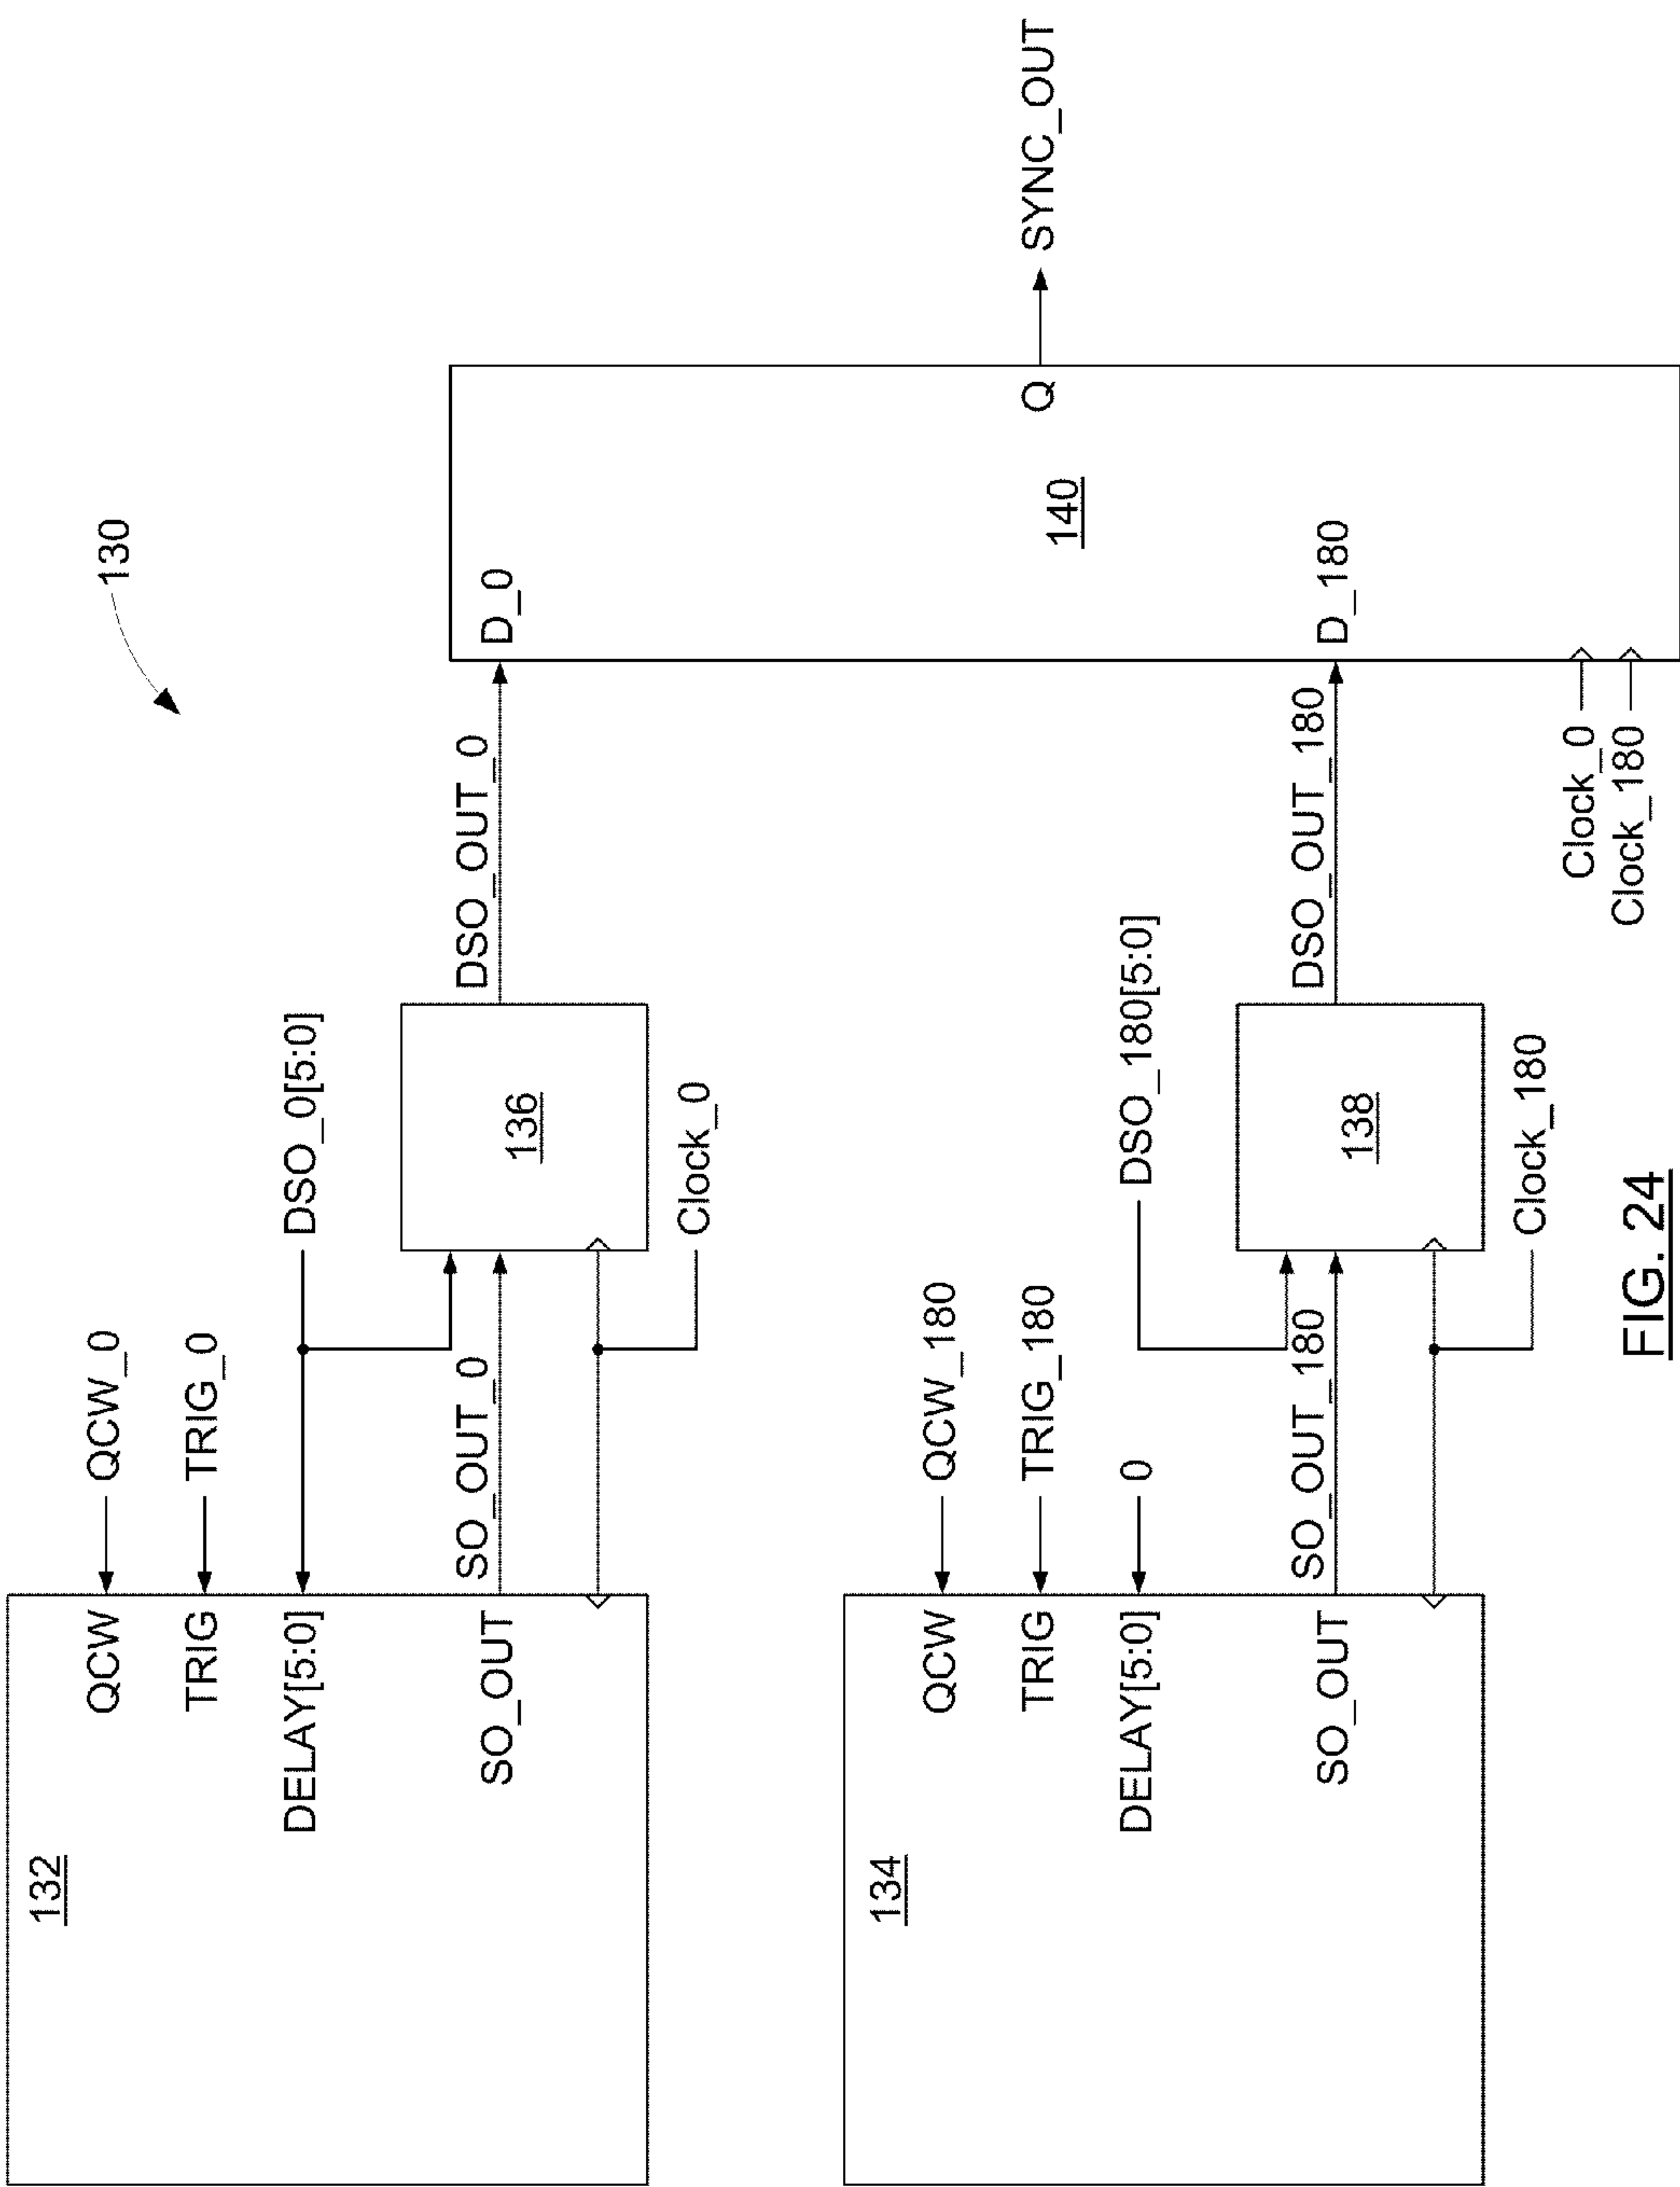 130
132
QCW
QCW_0
TRIG
TRIG_0
DELAY[5:0]
DSO_0[5:0]
SO_OUT
SO_OUT_0
136
DSO_OUT_0
Clock_0
D_0
134
QCW
QCW_180
TRIG
TRIG_180
DELAY[5:0]
0
DSO_180[5:0]
SO_OUT
SO_OUT_180
138
DSO_OUT_180
Clock_180
D_180
140
Q
SYNC_OUT
Clock_0
Clock_180
FIG. 24